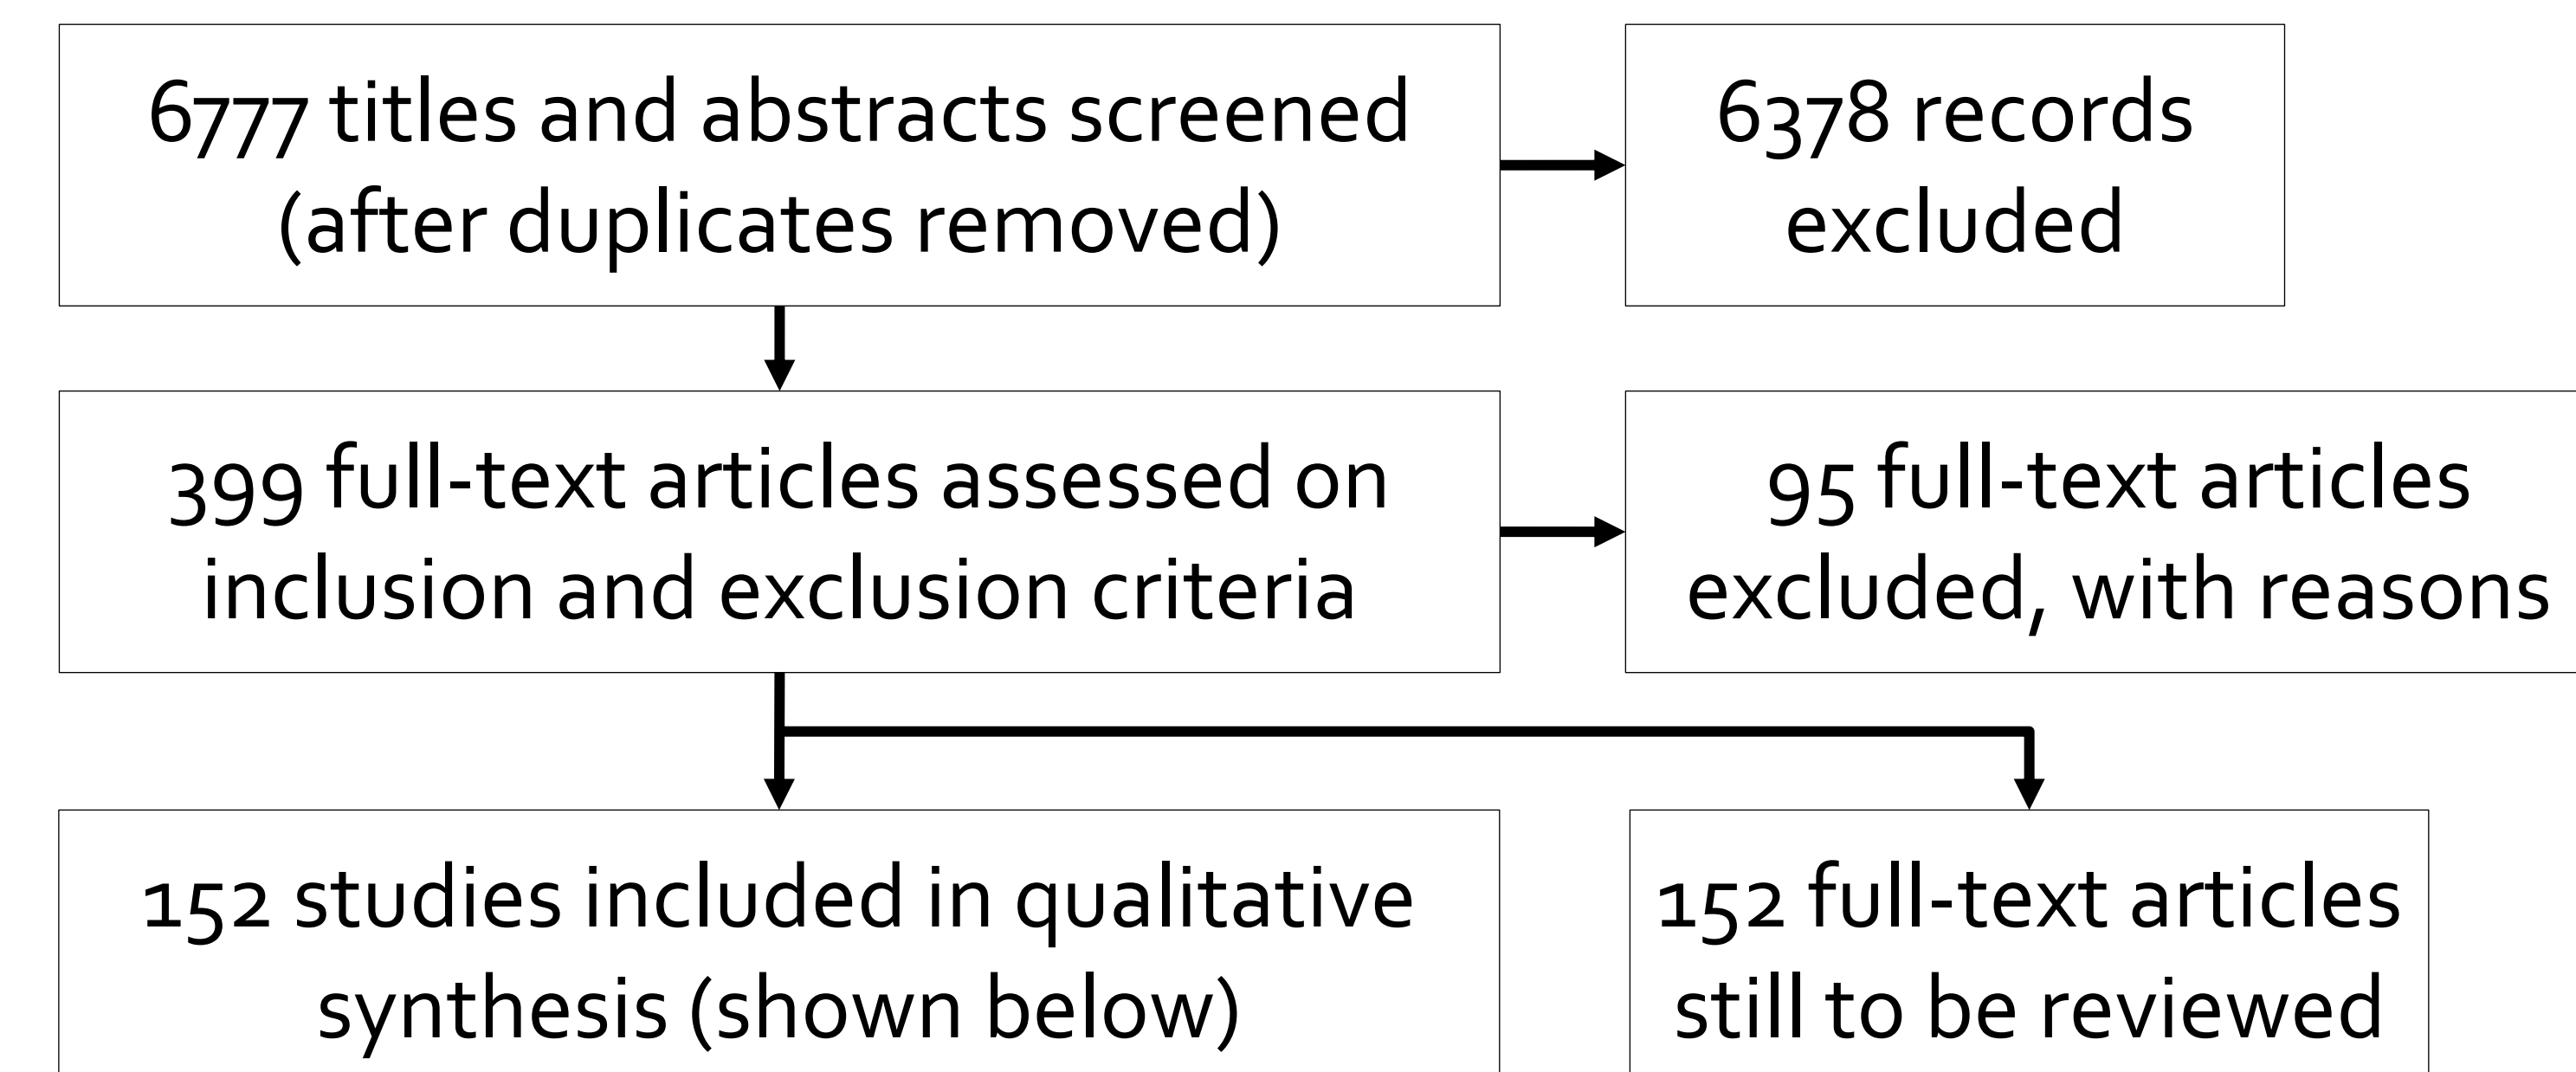 6777 titles and abstracts screened
(after duplicates removed)
6378 records
excluded
399 full-text articles assessed on
inclusion and exclusion criteria
95 full-text articles
excluded, with reasons
152 studies included in qualitative
synthesis (shown below)
152 full-text articles
still to be reviewed